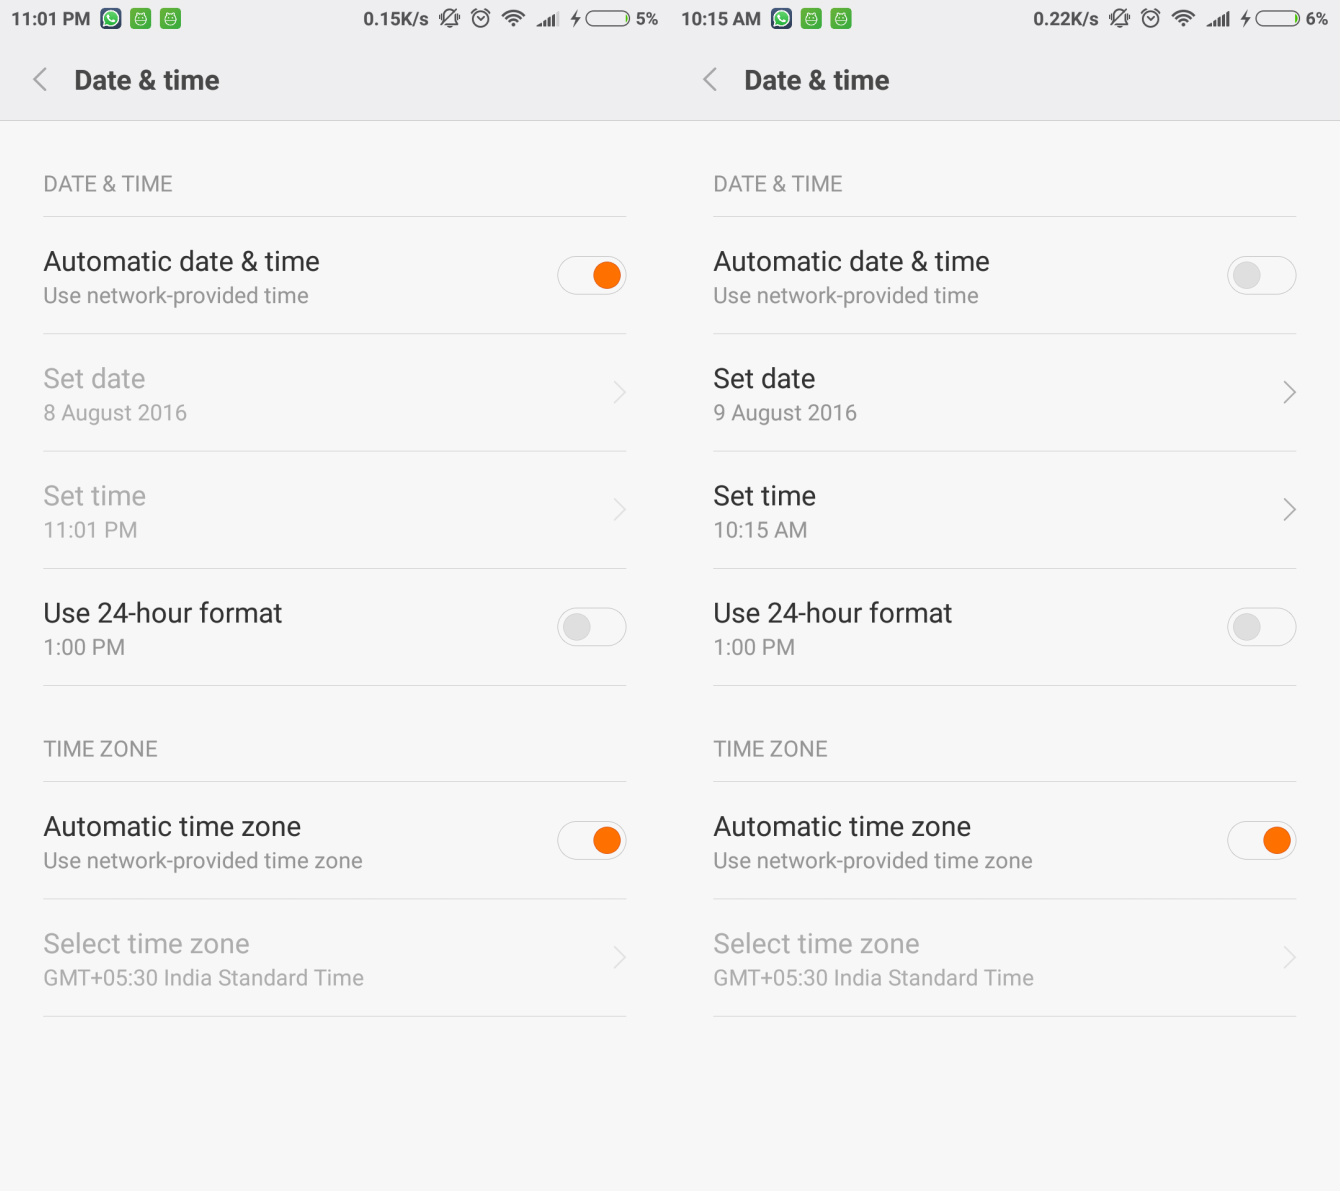 11:01 PM 0.15K/s 5%
Date & time
DATE & TIME
Automatic date & time
Use network-provided time
Set date
8 August 2016
Set time
11:01 PM
Use 24-hour format
1:00 PM
TIME ZONE
Automatic time zone
Use network-provided time zone
Select time zone
GMT+05:30 India Standard Time
10:15 AM 0.22K/s 6%
Date & time
DATE & TIME
Automatic date & time
Use network-provided time
Set date
9 August 2016
Set time
10:15 AM
Use 24-hour format
1:00 PM
TIME ZONE
Automatic time zone
Use network-provided time zone
Select time zone
GMT+05:30 India Standard Time